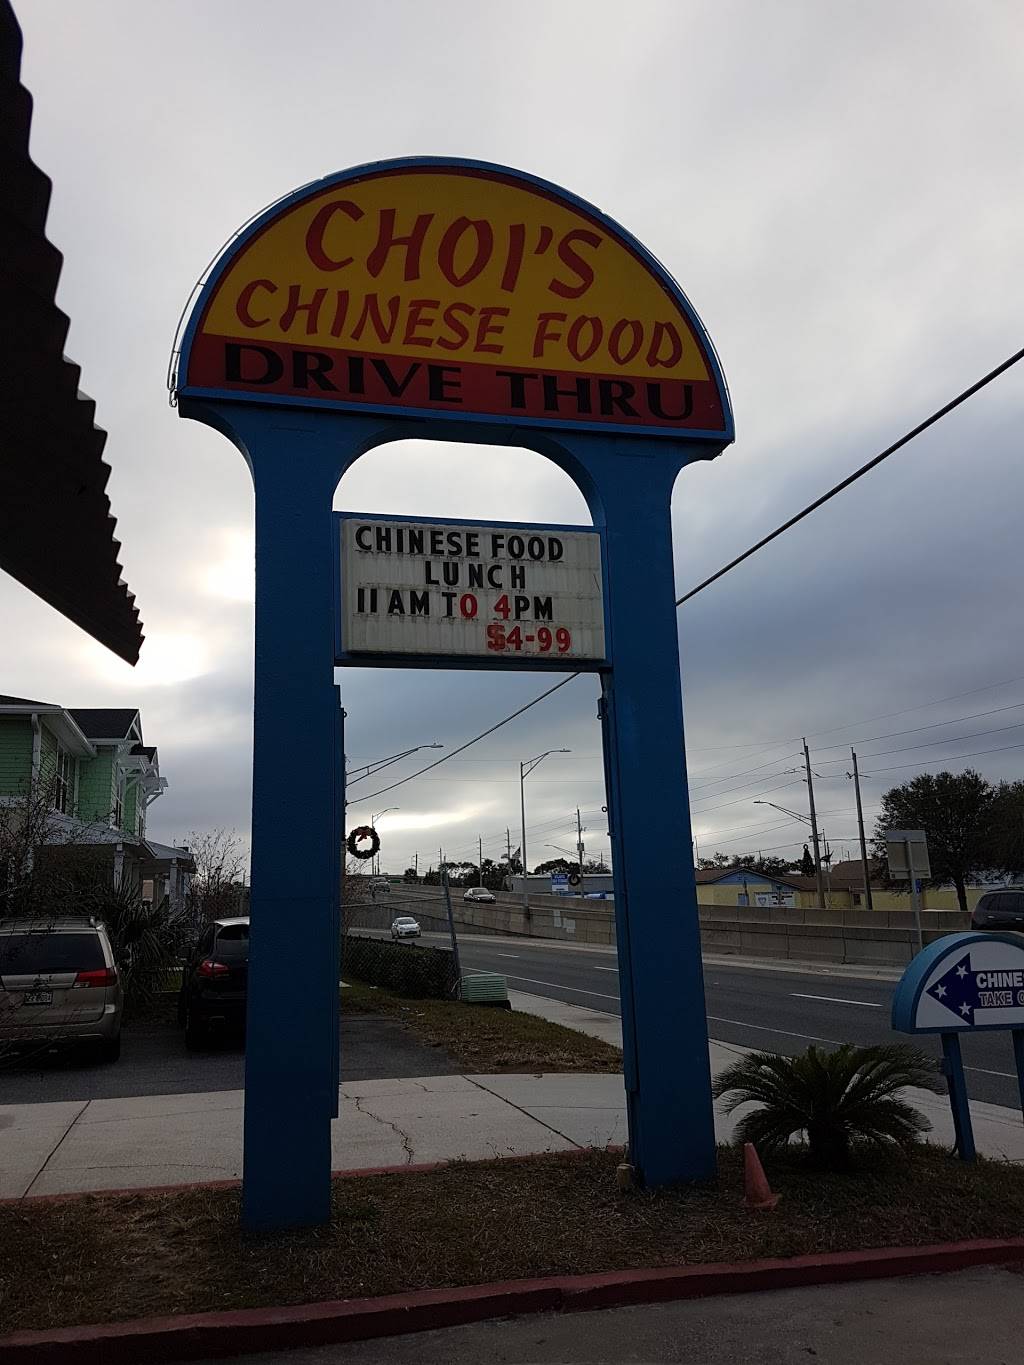 CHOI'S
CHINESE FOOD
DRIVE THRU
CHINESE FOOD
LUNCH
11 AM TO 4PM
$4-99
CHINE
TAKE